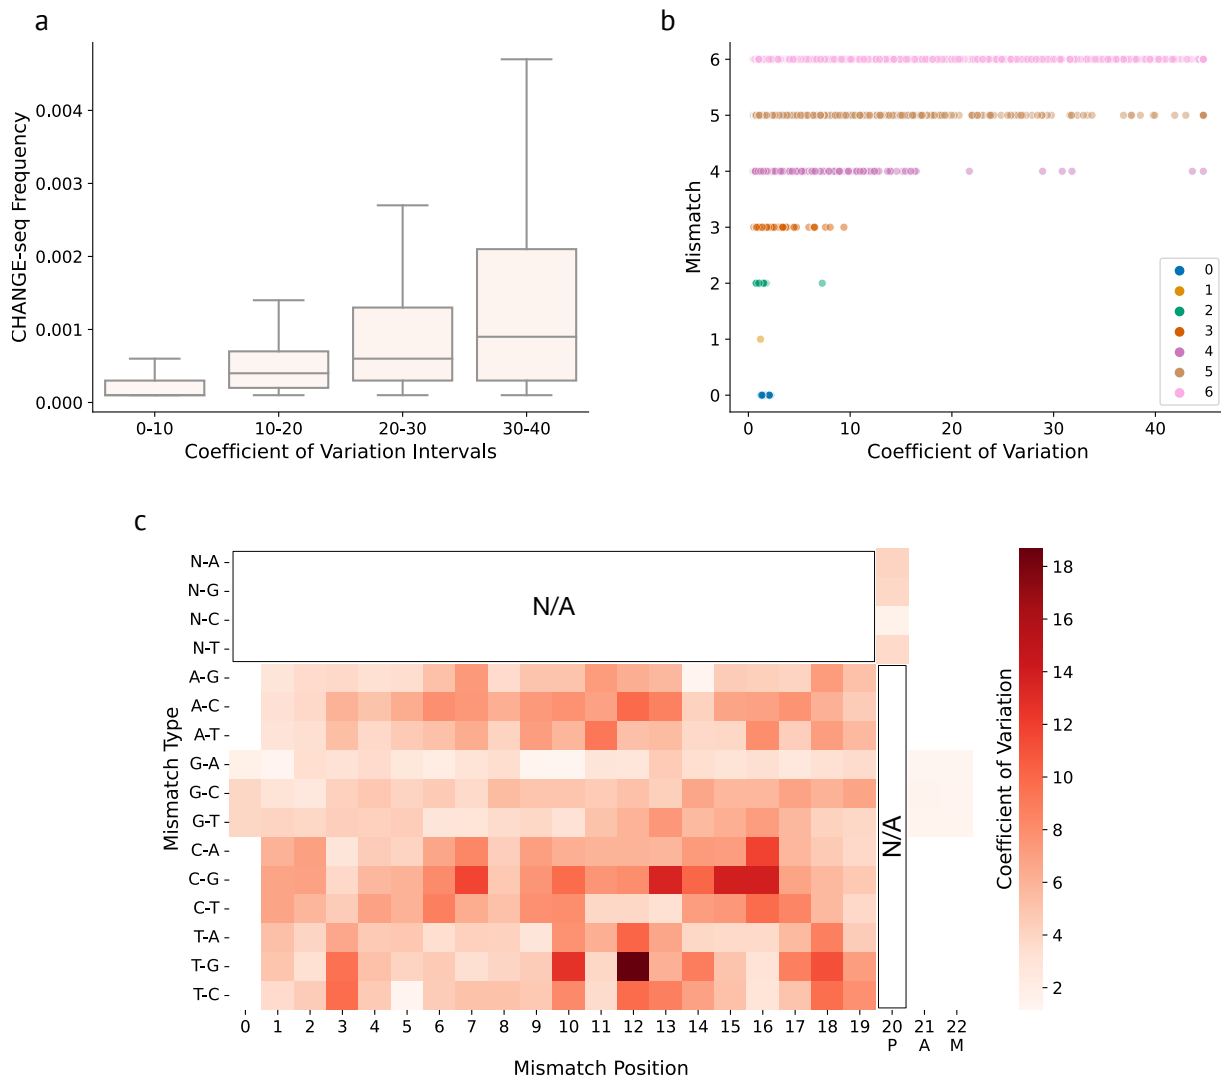 a
CHANGE-seq Frequency
0.004
0.003
0.002
0.001
0.000
0-10
10-20
20-30
30-40
Coefficient of Variation Intervals
b
Mismatch
6
5
4
3
2
1
0
0
10
20
30
40
Coefficient of Variation
0
1
2
3
4
5
6
c
Mismatch Type
N-A
N-G
N-C
N-T
A-G
A-C
A-T
G-A
G-C
G-T
C-A
C-G
C-T
T-A
T-G
T-C
N/A
N/A
0 1 2 3 4 5 6 7 8 9 10 11 12 13 14 15 16 17 18 19 20 21 22
P A M
Mismatch Position
Coefficient of Variation
18
16
14
12
10
8
6
4
2